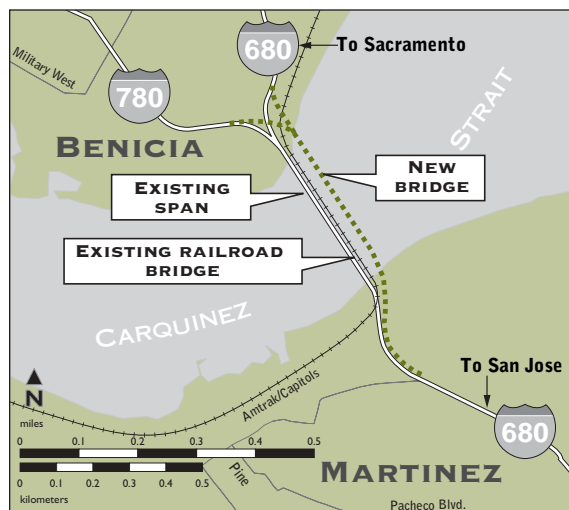 680
To Sacramento
Military West
780
STRAIT
BENICIA
NEW
BRIDGE
EXISTING
SPAN
EXISTING RAILROAD
BRIDGE
CARQUINEZ
N
Amtrak/Capitols
To San Jose
miles
0 0.1 0.2 0.3 0.4 0.5
680
0 0.1 0.2 0.3 0.4 0.5
kilometers
Pine
MARTINEZ
Pacheco Blvd.